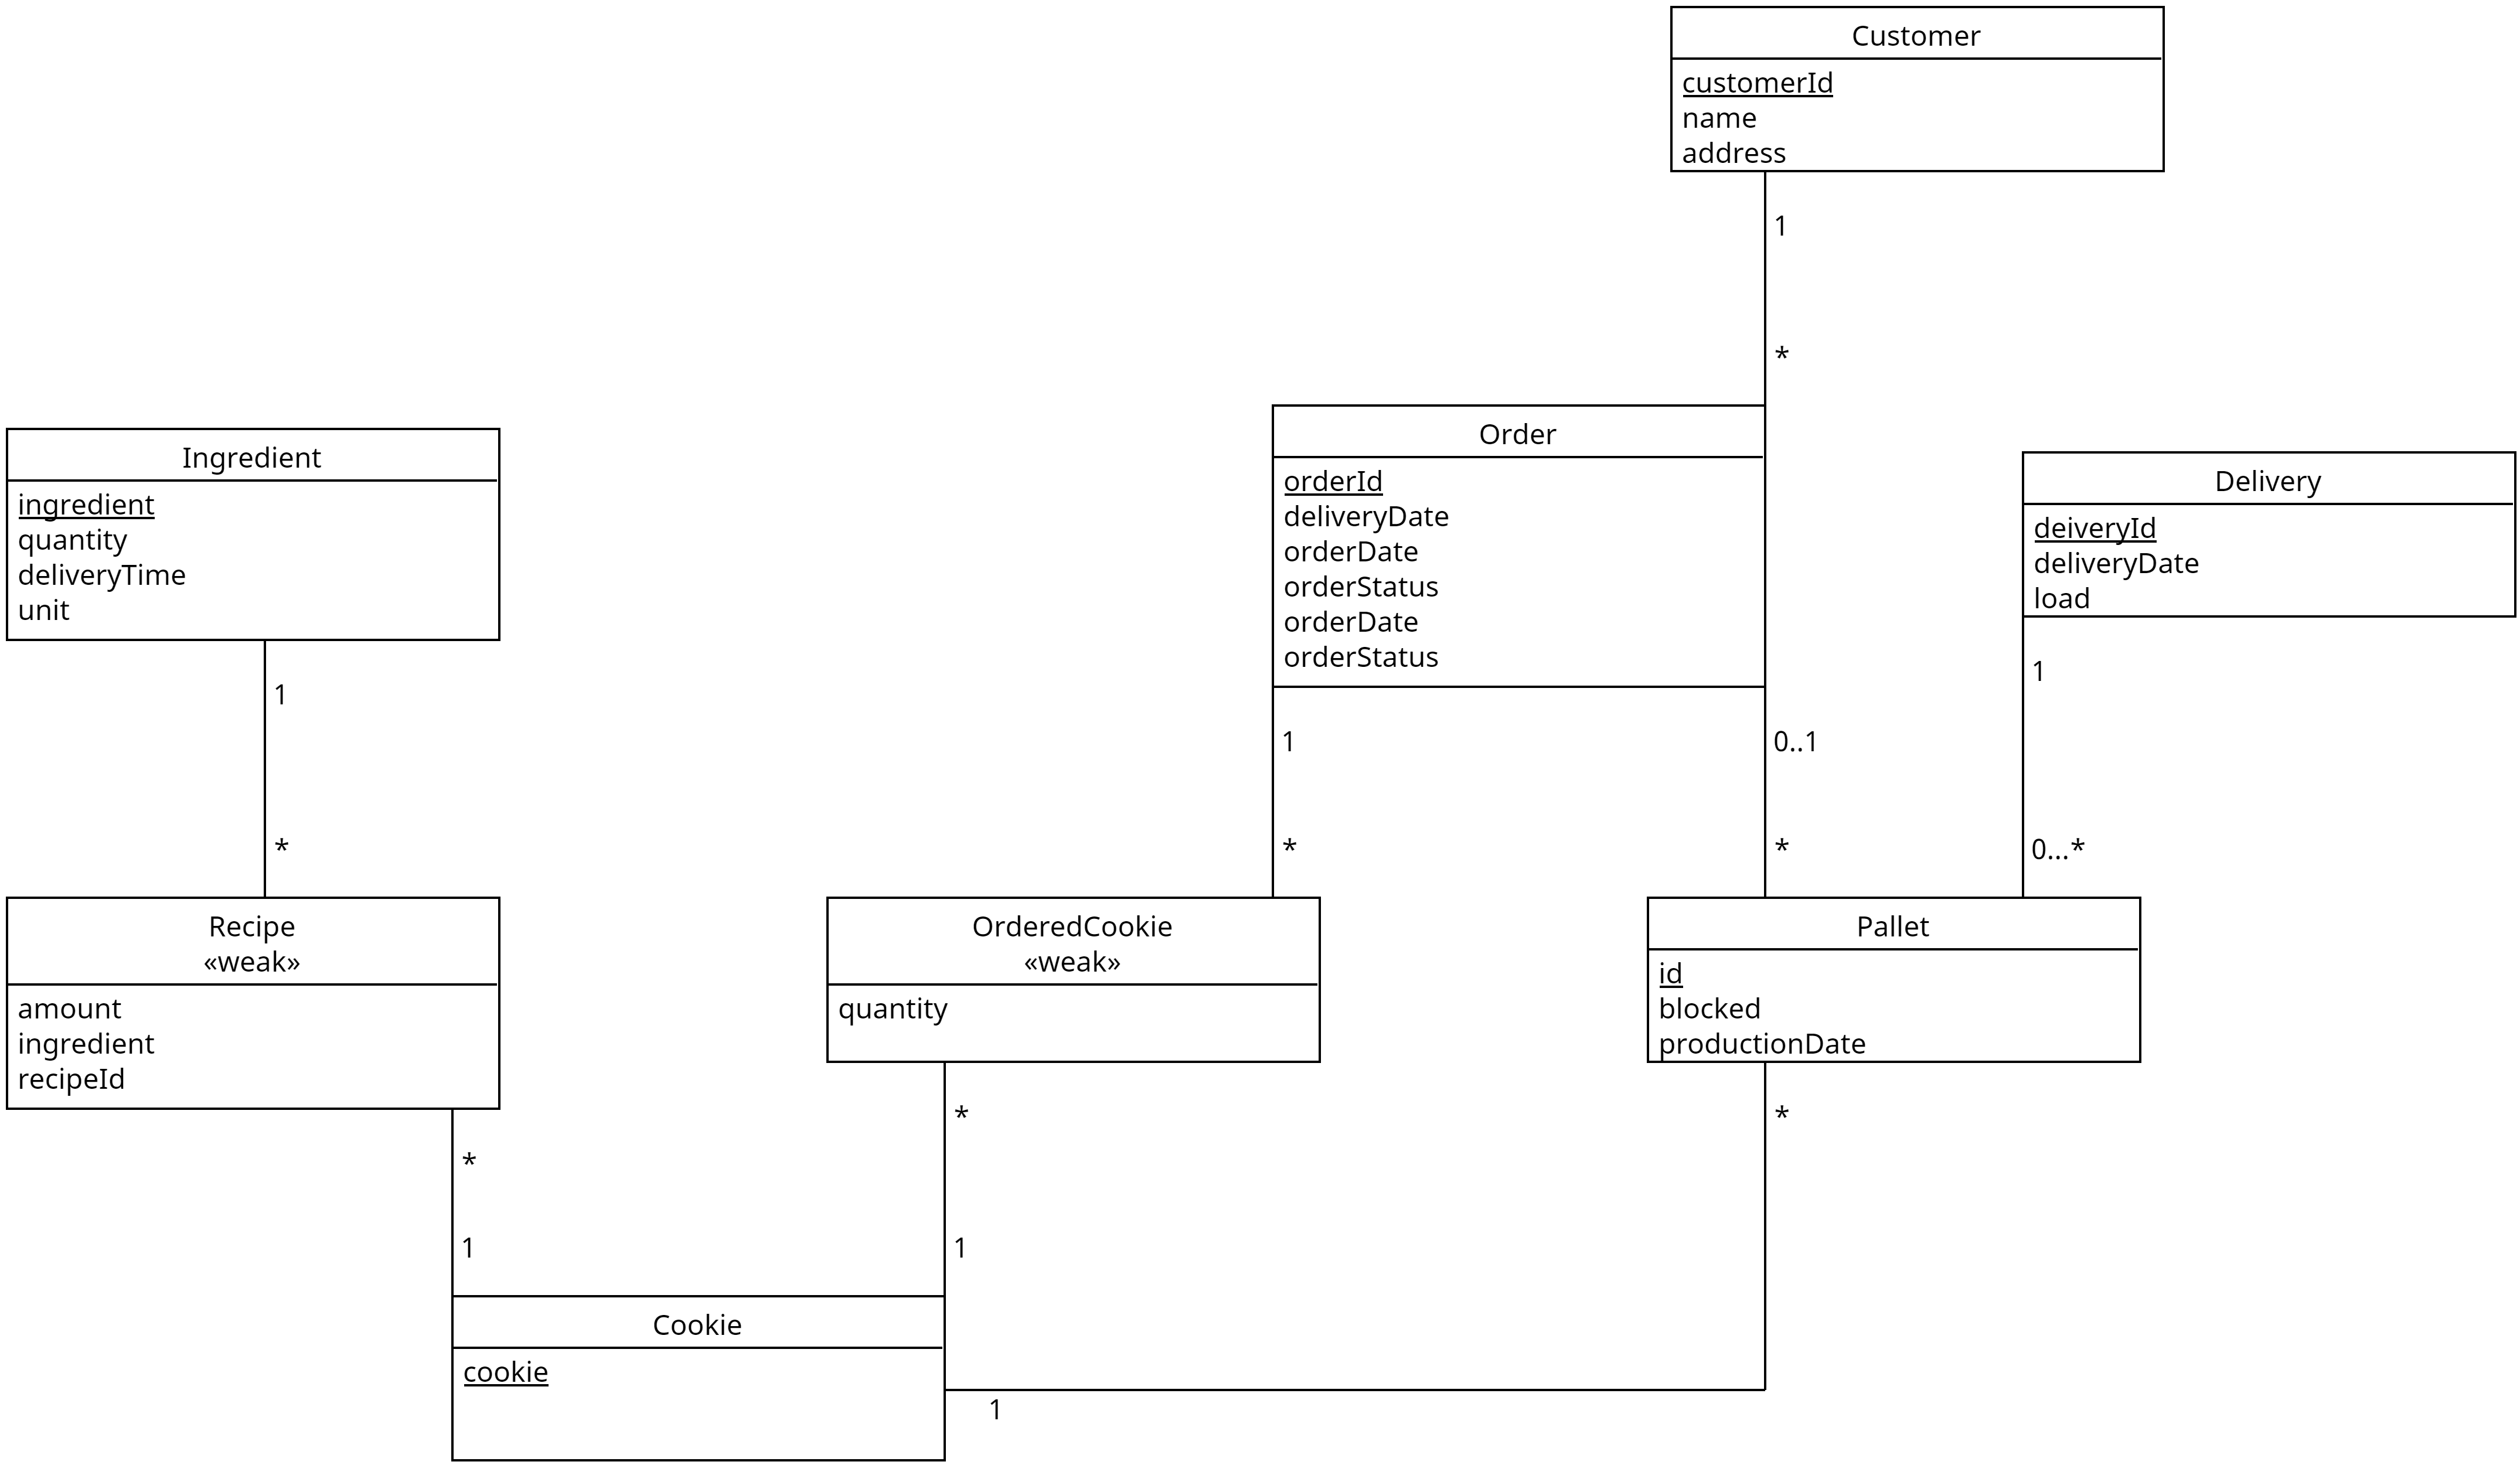 Customer
customerId
name
address
1
*
Order
orderId
deliveryDate
orderDate
orderStatus
orderDate
orderStatus
Ingredient
ingredient
quantity
deliveryTime
unit
Delivery
deiveryId
deliveryDate
load
1
*
1
*
0..1
*
1
0...*
Recipe
«weak»
amount
ingredient
recipeId
OrderedCookie
«weak»
quantity
Pallet
id
blocked
productionDate
*
1
*
1
*
Cookie
cookie
1